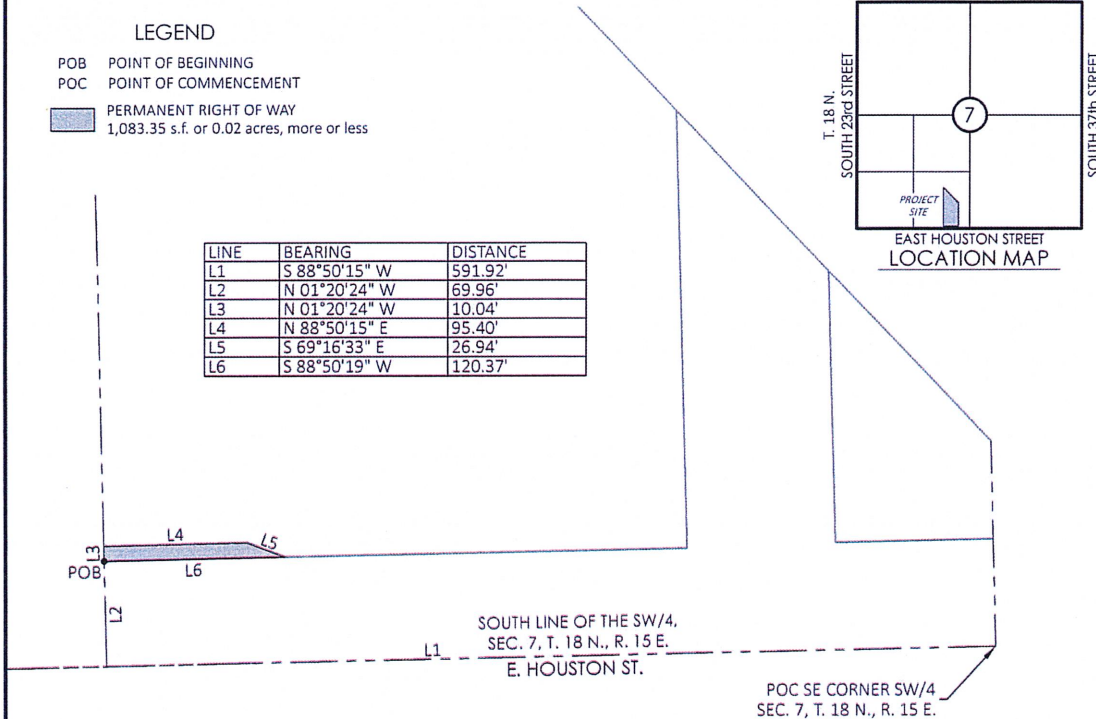 LEGEND
POB POINT OF BEGINNING
POC POINT OF COMMENCEMENT
PERMANENT RIGHT OF WAY
1,083.35 s.f. or 0.02 acres, more or less
T. 18 N.
SOUTH 23rd STREET
7
SOUTH 37th STREET
PROJECT
SITE
EAST HOUSTON STREET
LOCATION MAP
LINE BEARING DISTANCE
L1 S 88°50'15" W 591.92'
L2 N 01°20'24" W 69.96'
L3 N 01°20'24" W 10.04'
L4 N 88°50'15" E 95.40'
L5 S 69°16'33" E 26.94'
L6 S 88°50'19" W 120.37'
L4
L5
L3
POB
L6
L2
SOUTH LINE OF THE SW/4,
SEC. 7, T. 18 N., R. 15 E.
L1
E. HOUSTON ST.
POC SE CORNER SW/4
SEC. 7, T. 18 N., R. 15 E.